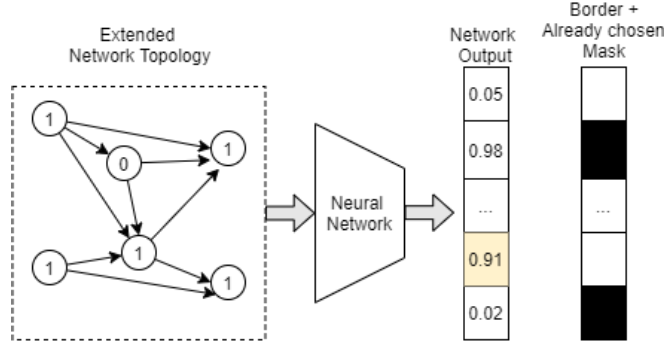 Extended
Network Topology
1
1
0
1
1
1
Neural
Network
Network
Output
0.05
0.98
...
0.91
0.02
Border +
Already chosen
Mask
...